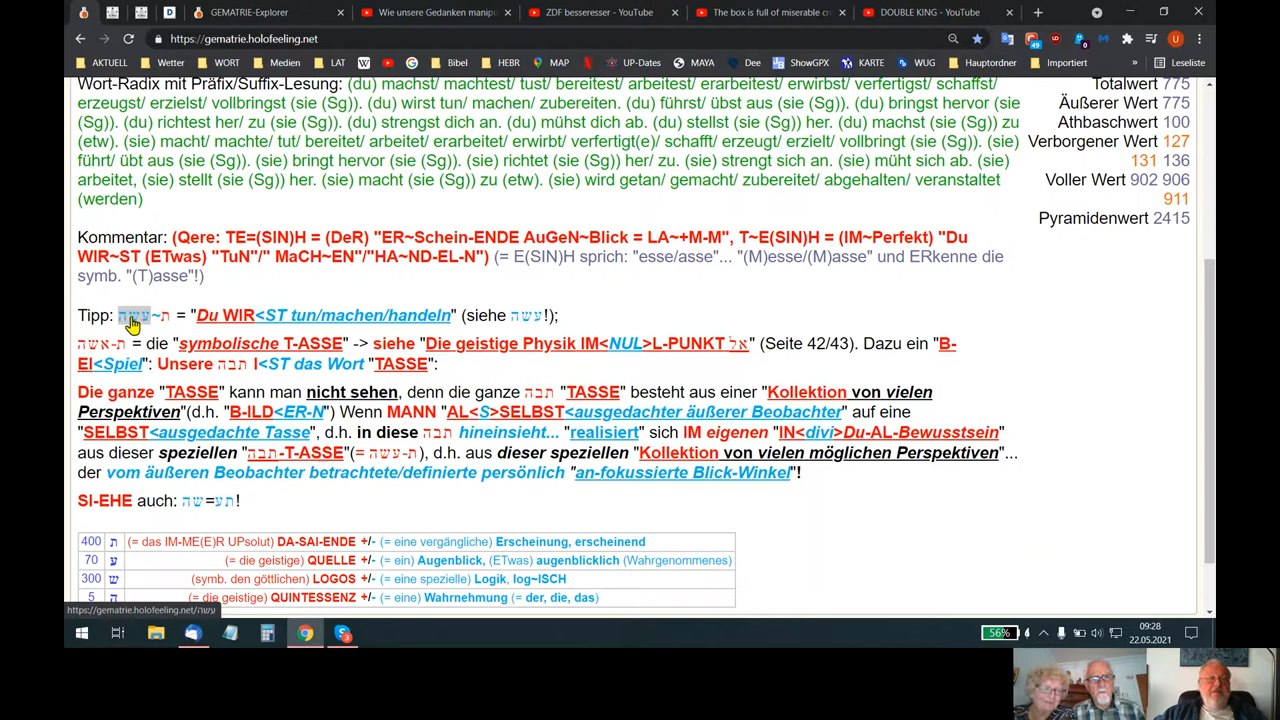 GEMATRIE-Explorer
Wie unsere Gedanken manip
ZDF besseresser - YouTube
The box is full of miserable cr
DOUBLE KING - YouTube
https://gematrie.holofeeling.net
AKTUELL Wetter WORT Medien LAT Google Bibel HEBR MAP UP-Dates MAYA Dee ShowGPX KARTE WUG Hauptordner Importiert » Leseliste
Wort-Radix mit Präfix/Suffix-Lesung: (du) machst/ machtest/ tust/ bereitest/ arbeitest/ erarbeitest/ erwirbst/ verfertigst/ schaffst/
erzeugst/ erzielst/ vollbringst (sie (Sg)). (du) wirst tun/ machen/ zubereiten. (du) führst/ übst aus (sie (Sg)). (du) bringst hervor (sie
(Sg)). (du) richtest her/ zu (sie (Sg)). (du) strengst dich an. (du) mühst dich ab. (du) stellst (sie (Sg)) her. (du) machst (sie (Sg)) zu
(etw). (sie) macht/ machte/ tut/ bereitet/ arbeitet/ erarbeitet/ erwirbt/ verfertigt(e)/ schafft/ erzeugt/ erzielt/ vollbringt (sie (Sg)). (sie)
führt/ übt aus (sie (Sg)). (sie) bringt hervor (sie (Sg)). (sie) richtet (sie (Sg)) her/ zu. (sie) strengt sich an. (sie) müht sich ab. (sie)
arbeitet, (sie) stellt (sie (Sg)) her. (sie) macht (sie (Sg)) zu (etw). (sie) wird getan/ gemacht/ zubereitet/ abgehalten/ veranstaltet
(werden)
Totalwert 775
Äußerer Wert 775
Athbaschwert 100
Verborgener Wert 127
131 136
Voller Wert 902 906
911
Pyramidenwert 2415
Kommentar: (Qere: TE=(SIN)H = (DeR) "ER~Schein-ENDE AuGeN~Blick = LA~+M-M", T~E(SIN)H = (IM~Perfekt) "Du
WIR~ST (ETwas) "TuN"/" MaCH~EN"/"HA~ND-EL-N") (= E(SIN)H sprich: "esse/asse"... "(M)esse/(M)asse" und ERkenne die
symb. "(T)asse"!)
Tipp: עשה~ת = "Du WIR<ST tun/machen/handeln" (siehe עשה!);
ת-אשה = die "symbolische T-ASSE" -> siehe "Die geistige Physik IM<NUL>L-PUNKT אל" (Seite 42/43). Dazu ein "B-
EI<Spiel": Unsere תבה I<ST das Wort "TASSE":
Die ganze "TASSE" kann man nicht sehen, denn die ganze תבה "TASSE" besteht aus einer "Kollektion von vielen
Perspektiven"(d.h. "B-ILD<ER-N") Wenn MANN "AL<S>SELBST<ausgedachter äußerer Beobachter" auf eine
"SELBST<ausgedachte Tasse", d.h. in diese תבה hineinsieht... "realisiert" sich IM eigenen "IN<divi>Du-AL-Bewusstsein"
aus dieser speziellen "תבה-T-ASSE"(= ת-עשה), d.h. aus dieser speziellen "Kollektion von vielen möglichen Perspektiven"...
der vom äußeren Beobachter betrachtete/definierte persönlich "an-fokussierte Blick-Winkel"!
SI-EHE auch: תע=שה!
400 ת (= das IM-ME(E)R UPsolut) DA-SAI-ENDE +/- (= eine vergängliche) Erscheinung, erscheinend
70 ע (= die geistige) QUELLE +/- (= ein) Augenblick, (ETwas) augenblicklich (Wahrgenommenes)
300 ש (symb. den göttlichen) LOGOS +/- (= eine spezielle) Logik, log~ISCH
5 ה (= die geistige) QUINTESSENZ +/- (= eine) Wahrnehmung (= der, die, das)
https://gematrie.holofeeling.net/עשה
56%
09:28
22.05.2021